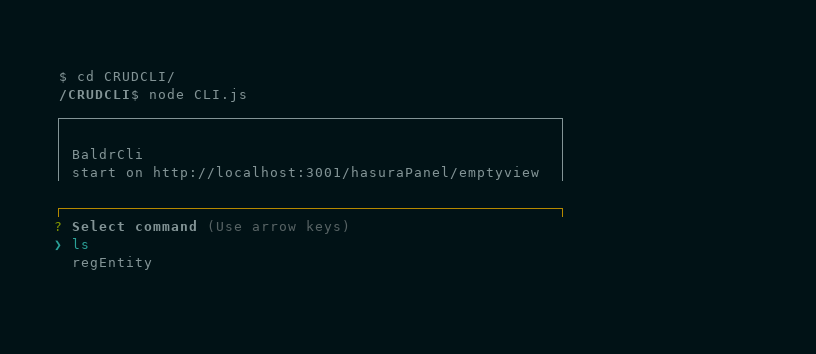 $ cd CRUDCLI/
/CRUDCLI$ node CLI.js
BaldrCli
start on http://localhost:3001/hasuraPanel/emptyview
? Select command (Use arrow keys)
❯ ls
regEntity